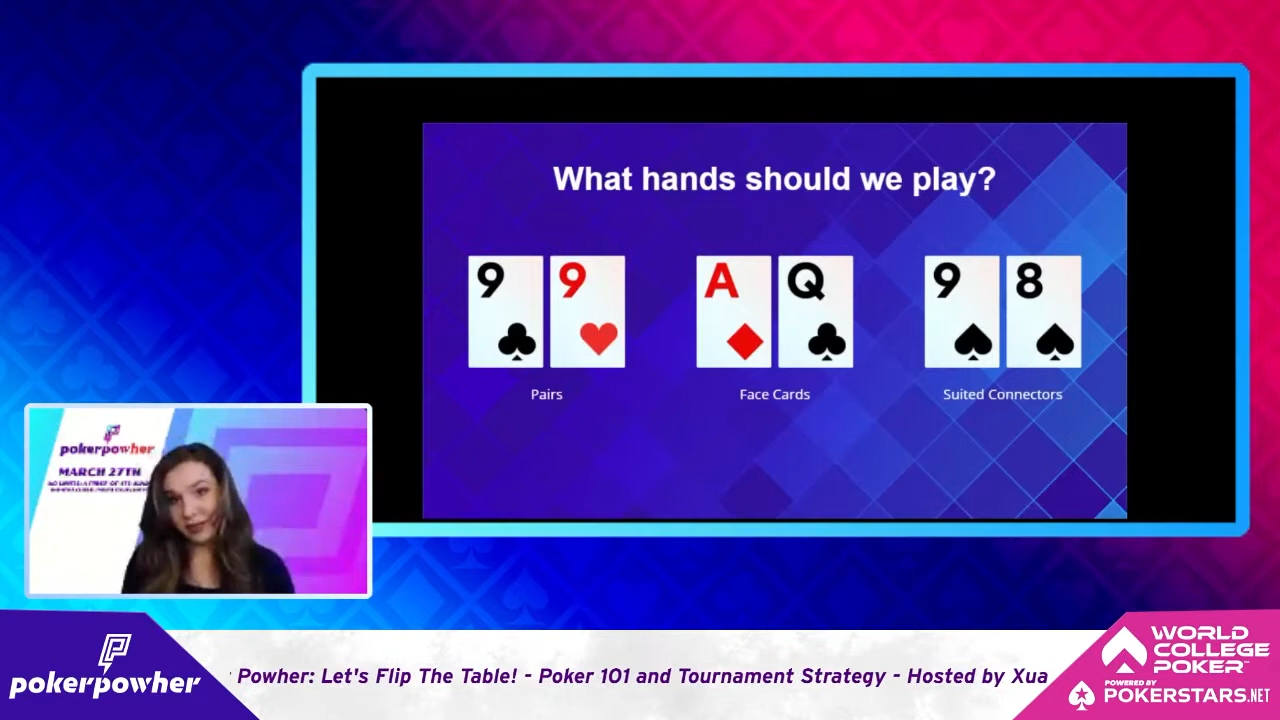 What hands should we play?
9 9 A Q 9 8
Pairs Face Cards Suited Connectors
pokerpowher
MARCH 27TH
Powher: Let's Flip The Table! - Poker 101 and Tournament Strategy - Hosted by Xua
pokerpowher
WORLD
COLLEGE
POKER
POWERED BY
POKERSTARS.NET